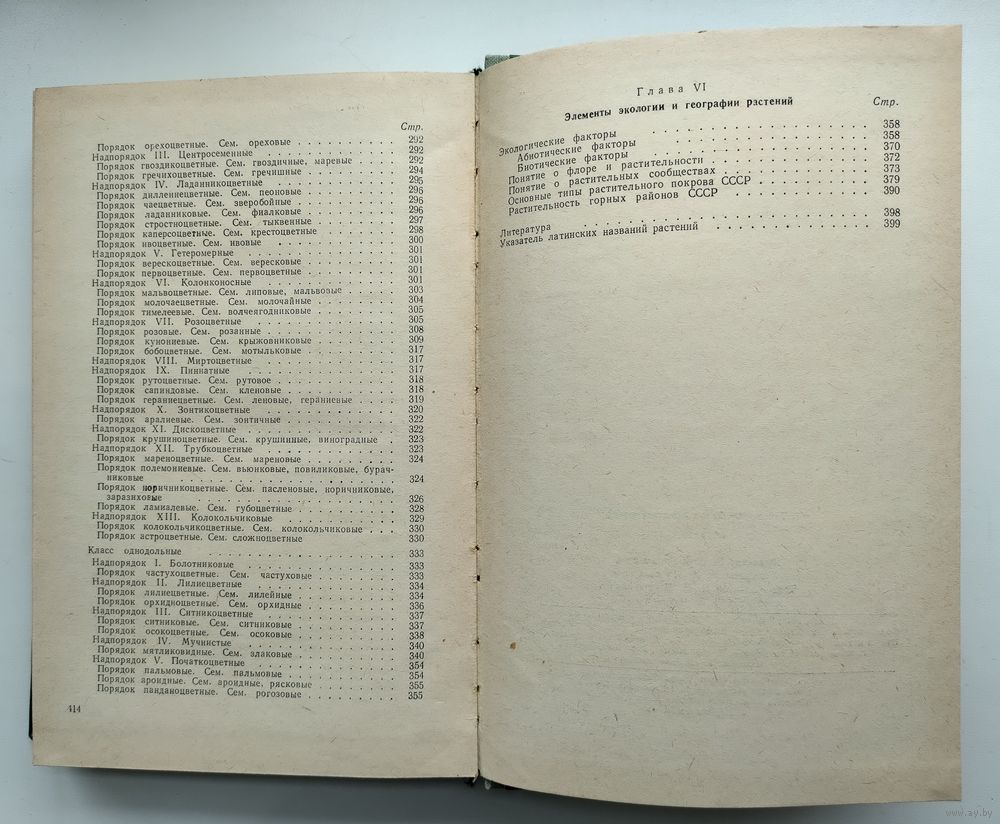 Стр.
Порядок орехоцветные. Сем. ореховые . . . . . . . . . 292
Надпорядок III. Центросеменные . . . . . . . . . . 292
Порядок гвоздикоцветные. Сем. гвоздичные, маревые . . . . 292
Порядок гречихоцветные. Сем. гречишные . . . . . . . . 294
Надпорядок IV. Ладанникоцветные . . . . . . . . . . 295
Порядок диллениецветные. Сем. пеоновые . . . . . . . . 296
Порядок чаецветные. Сем. зверобойные . . . . . . . . . 296
Порядок ладанниковые. Сем. фиалковые . . . . . . . . 296
Порядок стростноцветные. Сем. тыквенные . . . . . . . 297
Порядок каперсоцветные. Сем. крестоцветные . . . . . . . 298
Порядок ивоцветные. Сем. ивовые . . . . . . . . . . 300
Надпорядок V. Гетеромерные . . . . . . . . . . . . 301
Порядок верескоцветные. Сем. вересковые . . . . . . . . 301
Порядок первоцветные. Сем. первоцветные . . . . . . . . 301
Надпорядок VI. Колонконосные . . . . . . . . . . . 301
Порядок мальвоцветные. Сем. липовые, мальвовые . . . . . 303
Порядок молочаецветные. Сем. молочайные . . . . . . . 304
Порядок тимелеевые. Сем. волчеягодниковые . . . . . . . 305
Надпорядок VII. Розоцветные . . . . . . . . . . . 305
Порядок розовые. Сем. розанные . . . . . . . . . . . 308
Порядок кунониевые. Сем. крыжовниковые . . . . . . . . 309
Порядок бобоцветные. Сем. мотыльковые . . . . . . . . 317
Надпорядок VIII. Миртоцветные . . . . . . . . . . . 317
Надпорядок IX. Пиннатные . . . . . . . . . . . . 317
Порядок рутоцветные. Сем. рутовое . . . . . . . . . . 318
Порядок сапиндовые. Сем. кленовые . . . . . . . . . . 318
Порядок гераниецветные. Сем. леновые, гераниевые . . . . . 319
Надпорядок X. Зонтикоцветные . . . . . . . . . . . 320
Порядок аралиевые. Сем. зонтичные . . . . . . . . . . 322
Надпорядок XI. Дискоцветные . . . . . . . . . . . 322
Порядок крушиноцветные. Сем. крушинные, виноградные . 323
Надпорядок XII. Трубкоцветные . . . . . . . . . . . 323
Порядок мареноцветные. Сем. мареновые . . . . . . . . 324
Порядок полемониевые. Сем. вьюнковые, повиликовые, бурач-
никовые . . . . . . . . . . . . . . . . . 324
Порядок норичникоцветные. Сем. пасленовые, норичниковые,
заразиховые . . . . . . . . . . . . . . . . 326
Порядок ламиалевые. Сем. губоцветные . . . . . . . . . 328
Надпорядок XIII. Колокольчиковые . . . . . . . . . . 329
Порядок колокольчикоцветные. Сем. колокольчиковые . . . 330
Порядок астроцветные. Сем. сложноцветные . . . . . . . 330
Класс однодольные . . . . . . . . . . . . . . . 333
Надпорядок I. Болотниковые . . . . . . . . . . . . 333
Порядок частухоцветные. Сем. частуховые . . . . . . . . 333
Надпорядок II. Лилиецветные . . . . . . . . . . . . 334
Порядок лилиецветные. Сем. лилейные . . . . . . . . . 334
Порядок орхидноцветные. Сем. орхидные . . . . . . . . 336
Надпорядок III. Ситникоцветные . . . . . . . . . . . 337
Порядок ситниковые. Сем. ситниковые . . . . . . . . . 337
Порядок осокоцветные. Сем. осоковые . . . . . . . . . 338
Надпорядок IV. Мучнистые . . . . . . . . . . . . 340
Порядок мятликовидные. Сем. злаковые . . . . . . . . . 340
Надпорядок V. Початкоцветные . . . . . . . . . . . 354
Порядок пальмовые. Сем. пальмовые . . . . . . . . . . 354
Порядок ароидные. Сем. ароидные, рясковые . . . . . . . 355
Порядок панданоцветные. Сем. рогозовые . . . . . . . . 355
414
Глава VI
Элементы экологии и географии растений
Стр.
Экологические факторы . . . . . . . . . . . . . 358
Абиотические факторы . . . . . . . . . . . . . 358
Биотические факторы . . . . . . . . . . . . . 370
Понятие о флоре и растительности . . . . . . . . . . 372
Понятие о растительных сообществах . . . . . . . . . 373
Основные типы растительного покрова СССР . . . . . . . 379
Растительность горных районов СССР . . . . . . . . . 390
Литература . . . . . . . . . . . . . . . . . 398
Указатель латинских названий растений . . . . . . . . 399
www.ay.by